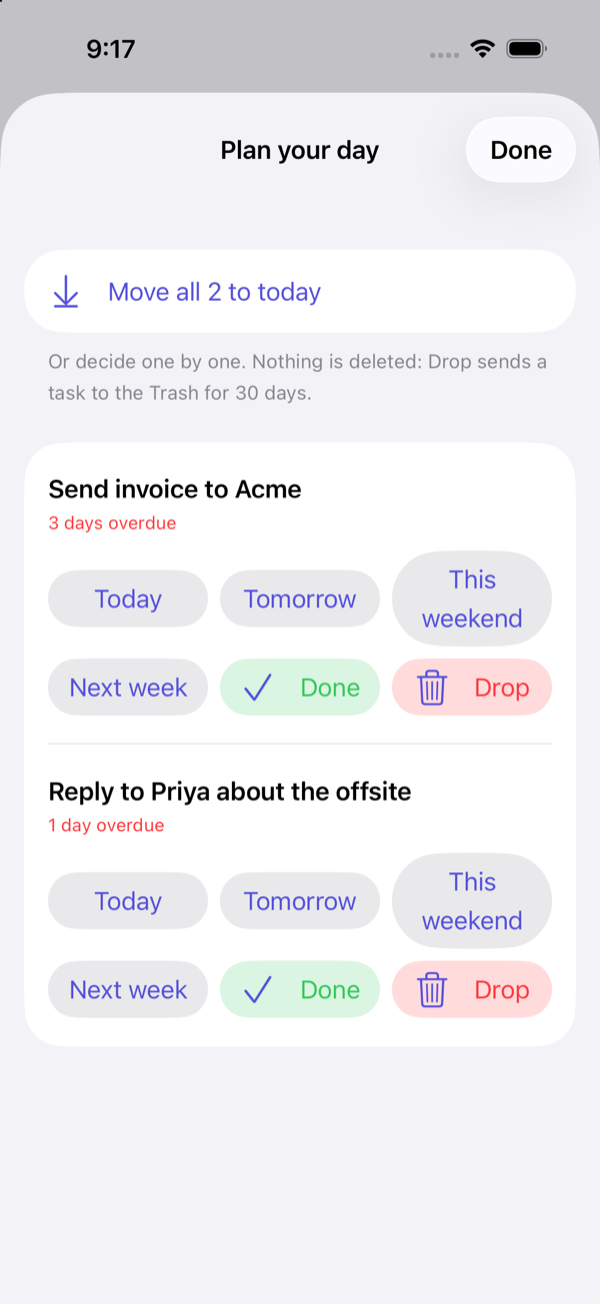 9:17
Plan your day
Done
Move all 2 to today
Or decide one by one. Nothing is deleted: Drop sends a
task to the Trash for 30 days.
Send invoice to Acme
3 days overdue
Today
Tomorrow
This
weekend
Next week
Done
Drop
Reply to Priya about the offsite
1 day overdue
Today
Tomorrow
This
weekend
Next week
Done
Drop